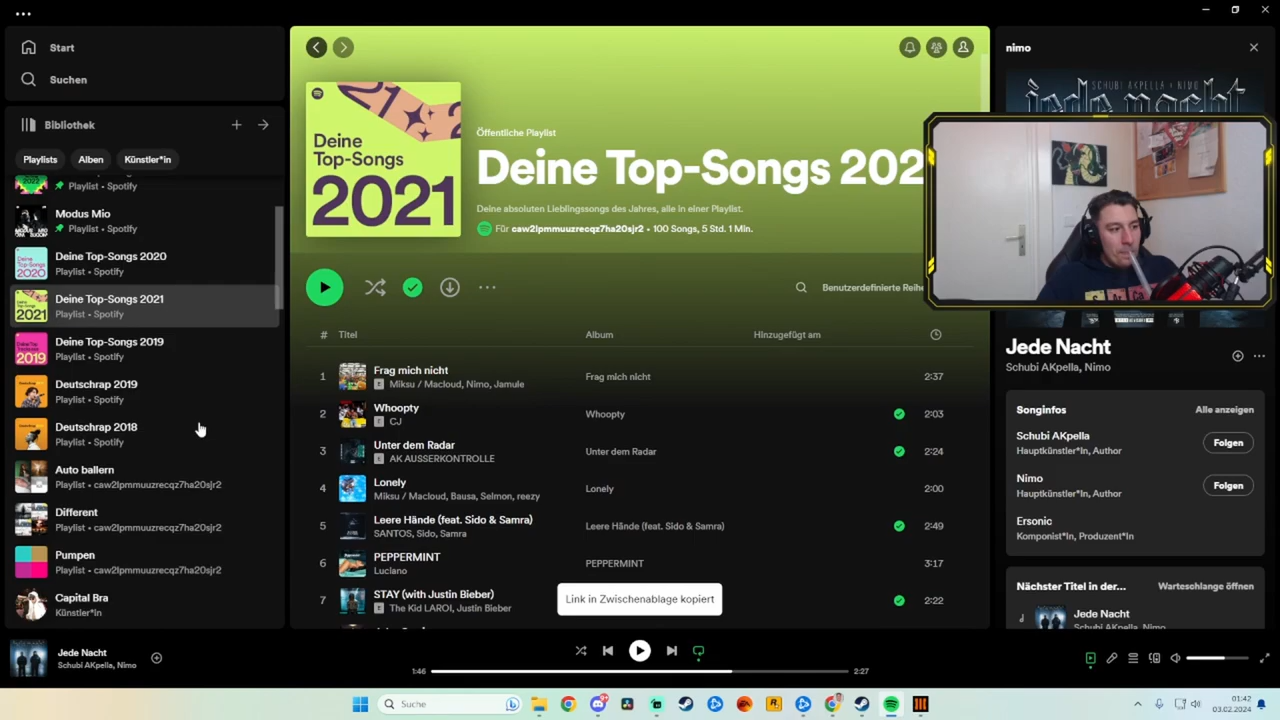 Start
Suchen
Bibliothek
Playlists
Alben
Künstler*in
Playlist • Spotify
Modus Mio
Playlist • Spotify
Deine Top-Songs 2020
Playlist • Spotify
Deine Top-Songs 2021
Playlist • Spotify
Deine Top-Songs 2019
Playlist • Spotify
Deutschrap 2019
Playlist • Spotify
Deutschrap 2018
Playlist • Spotify
Auto ballern
Playlist • caw2lpmmuuzrecqz7ha20sjr2
Different
Playlist • caw2lpmmuuzrecqz7ha20sjr2
Pumpen
Playlist • caw2lpmmuuzrecqz7ha20sjr2
Capital Bra
Künstler*in
Deine
Top-Songs
2021
Öffentliche Playlist
Deine Top-Songs 202
Deine absoluten Lieblingssongs des Jahres, alle in einer Playlist.
Für caw2lpmmuuzrecqz7ha20sjr2 • 100 Songs, 5 Std. 1 Min.
Benutzerdefinierte Reihe
# Titel Album Hinzugefügt am
1 Frag mich nicht Frag mich nicht 2:37
E Miksu / Macloud, Nimo, Jamule
2 Whoopty Whoopty 2:03
E CJ
3 Unter dem Radar Unter dem Radar 2:24
E AK AUSSERKONTROLLE
4 Lonely Lonely 2:00
Miksu / Macloud, Bausa, Selmon, reezy
5 Leere Hände (feat. Sido & Samra) Leere Hände (feat. Sido & Samra) 2:49
SANTOS, Sido, Samra
6 PEPPERMINT PEPPERMINT 3:17
Luciano
7 STAY (with Justin Bieber) 2:22
E The Kid LAROI, Justin Bieber
Link in Zwischenablage kopiert
nimo
SCHUBI AKPELLA • NIMO
jede nacht
Jede Nacht
Schubi AKpella, Nimo
Songinfos
Alle anzeigen
Schubi AKpella
Hauptkünstler*In, Author
Folgen
Nimo
Hauptkünstler*In, Author
Folgen
Ersonic
Komponist*In, Produzent*In
Nächster Titel in der...
Warteschlange öffnen
Jede Nacht
Schubi AKpella, Nimo
Jede Nacht
Schubi AKpella, Nimo
1:46
2:27
Suche
01:42
03.02.2024